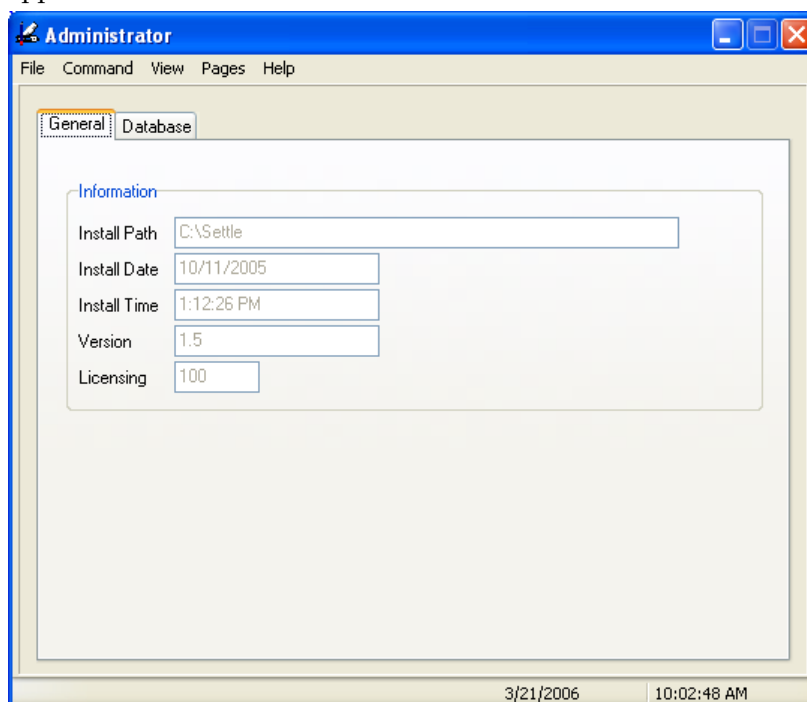 Administrator
File Command View Pages Help
General Database
Information
Install Path C:\Settle
Install Date 10/11/2005
Install Time 1:12:26 PM
Version 1.5
Licensing 100
3/21/2006 10:02:48 AM